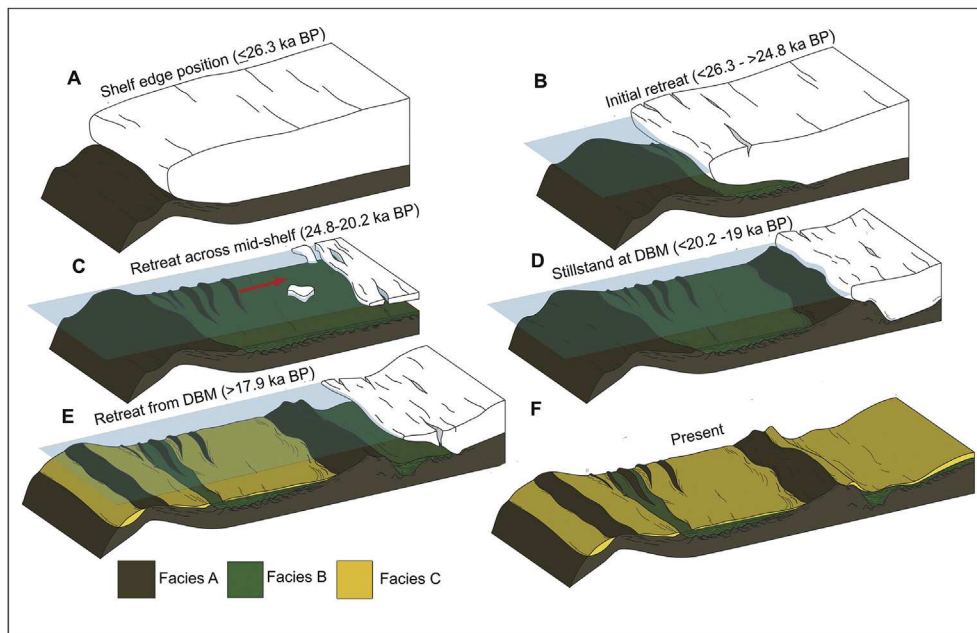 A
Shelf edge position (≤26.3 ka BP)
B
Initial retreat (<26.3 - >24.8 ka BP)
C
Retreat across mid-shelf (24.8-20.2 ka BP)
D
Stillstand at DBM (<20.2 -19 ka BP)
E
Retreat from DBM (>17.9 ka BP)
F
Present
Facies A
Facies B
Facies C